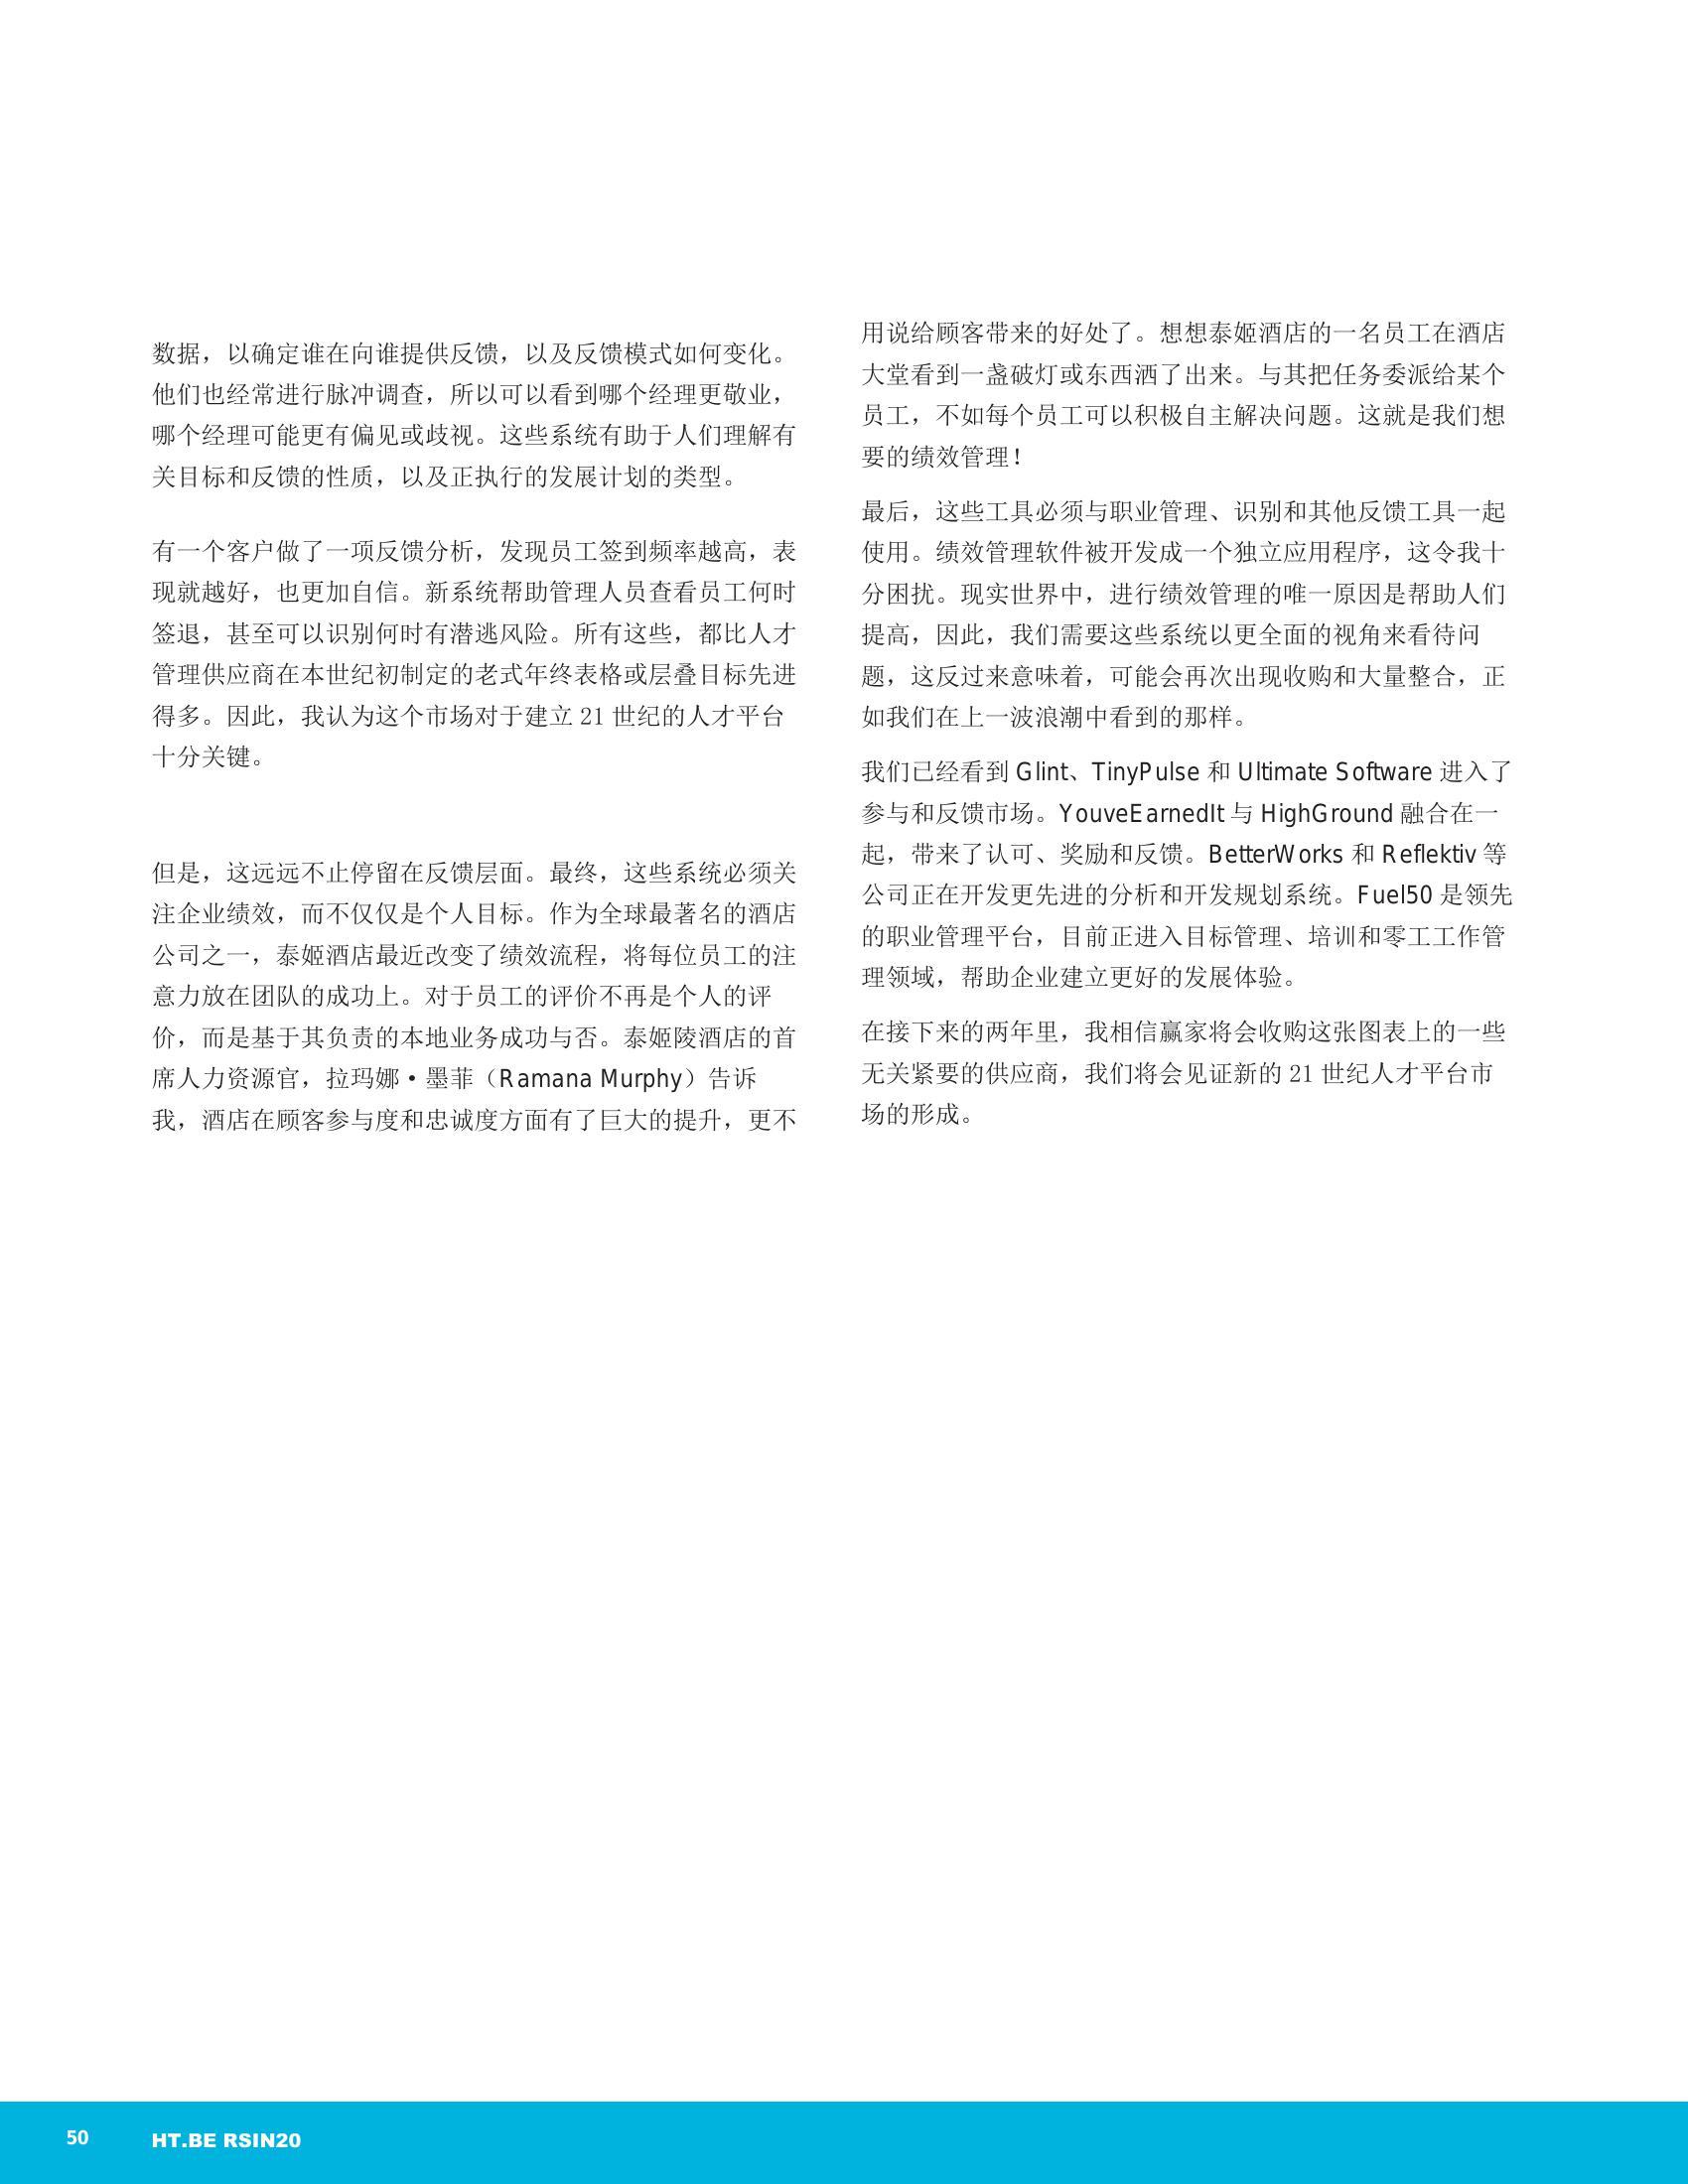 数据，以确定谁在向谁提供反馈，以及反馈模式如何变化。
他们也经常进行脉冲调查，所以可以看到哪个经理更敬业，
哪个经理可能更有偏见或歧视。这些系统有助于人们理解有
关目标和反馈的性质，以及正执行的发展计划的类型。
有一个客户做了一项反馈分析，发现员工签到频率越高，表
现就越好，也更加自信。新系统帮助管理人员查看员工何时
签退，甚至可以识别何时有潜逃风险。所有这些，都比人才
管理供应商在本世纪初制定的老式年终表格或层叠目标先进
得多。因此，我认为这个市场对于建立 21 世纪的人才平台
十分关键。
但是，这远远不止停留在反馈层面。最终，这些系统必须关
注企业绩效，而不仅仅是个人目标。作为全球最著名的酒店
公司之一，泰姬酒店最近改变了绩效流程，将每位员工的注
意力放在团队的成功上。对于员工的评价不再是个人的评
价，而是基于其负责的本地业务成功与否。泰姬陵酒店的首
席人力资源官，拉玛娜•墨菲（Ramana Murphy）告诉
我，酒店在顾客参与度和忠诚度方面有了巨大的提升，更不
用说给顾客带来的好处了。想想泰姬酒店的一名员工在酒店
大堂看到一盏破灯或东西洒了出来。与其把任务委派给某个
员工，不如每个员工可以积极自主解决问题。这就是我们想
要的绩效管理！
最后，这些工具必须与职业管理、识别和其他反馈工具一起
使用。绩效管理软件被开发成一个独立应用程序，这令我十
分困扰。现实世界中，进行绩效管理的唯一原因是帮助人们
提高，因此，我们需要这些系统以更全面的视角来看待问
题，这反过来意味着，可能会再次出现收购和大量整合，正
如我们在上一波浪潮中看到的那样。
我们已经看到 Glint、TinyPulse 和 Ultimate Software 进入了
参与和反馈市场。YouveEarnedIt 与 HighGround 融合在一
起，带来了认可、奖励和反馈。BetterWorks 和 Reflektiv 等
公司正在开发更先进的分析和开发规划系统。Fuel50 是领先
的职业管理平台，目前正进入目标管理、培训和零工工作管
理领域，帮助企业建立更好的发展体验。
在接下来的两年里，我相信赢家将会收购这张图表上的一些
无关紧要的供应商，我们将会见证新的 21 世纪人才平台市
场的形成。
50 HT.BE RSIN20